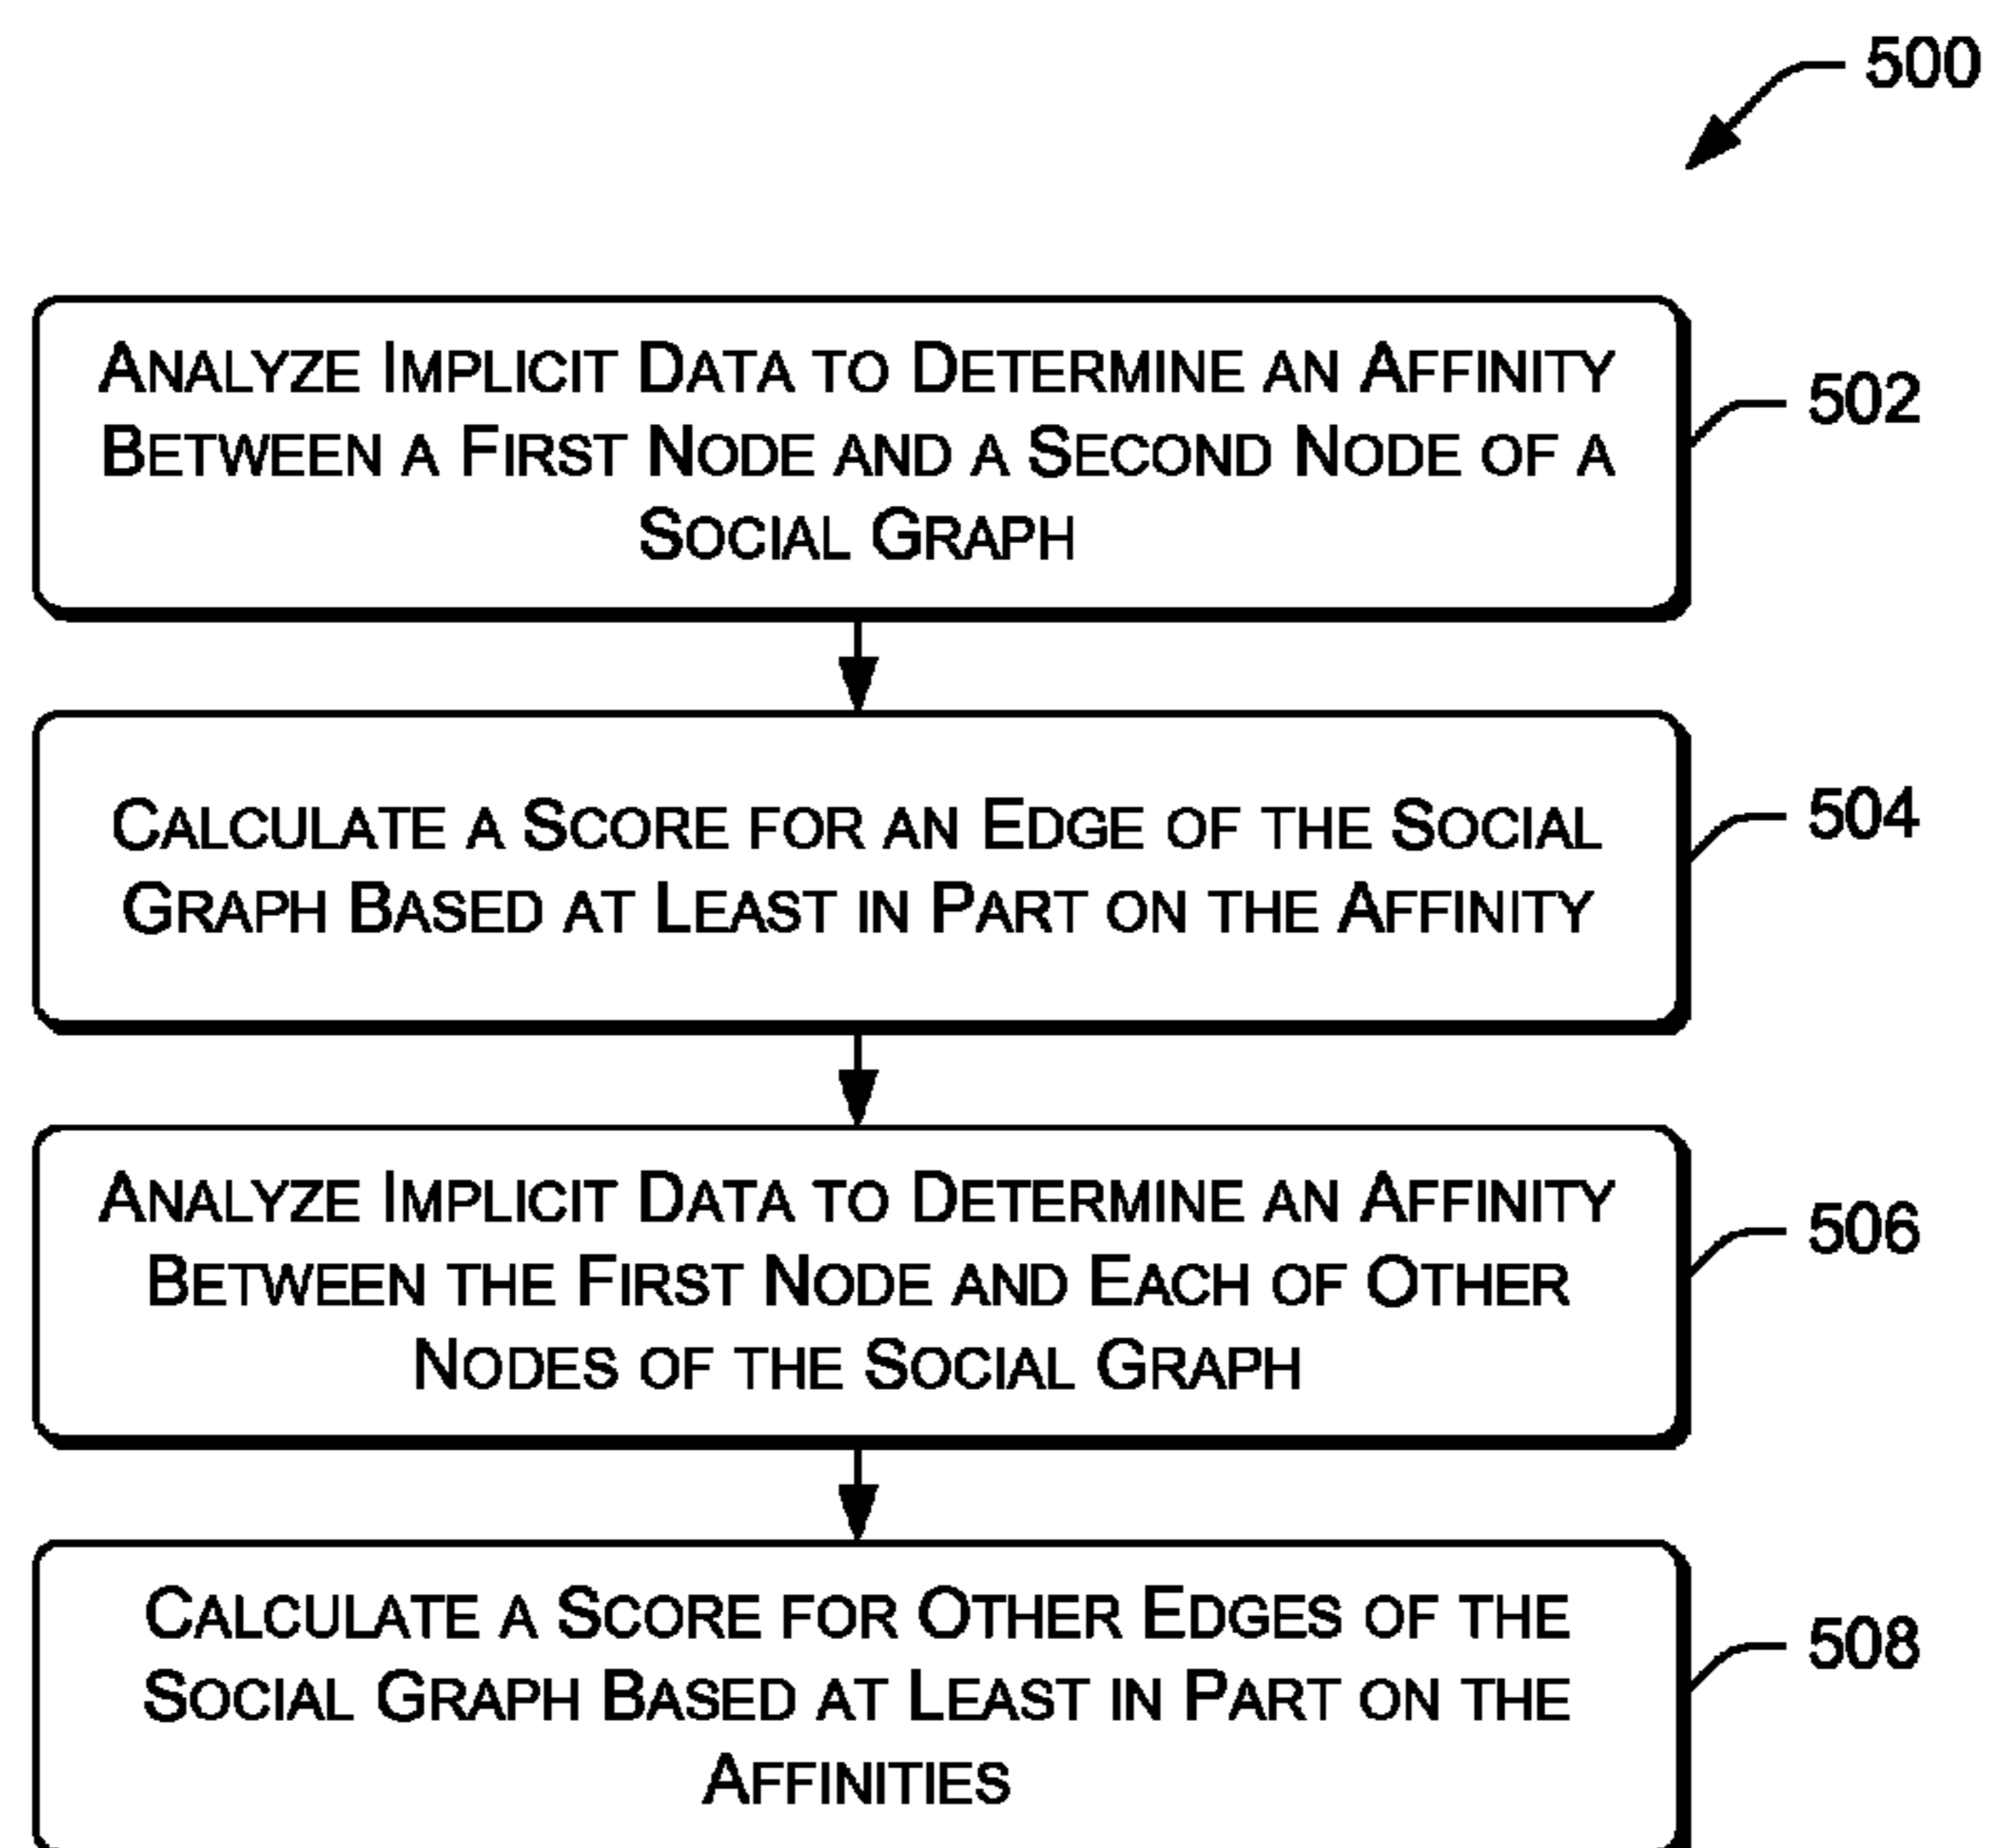 500
ANALYZE IMPLICIT DATA TO DETERMINE AN AFFINITY
BETWEEN A FIRST NODE AND A SECOND NODE OF A
SOCIAL GRAPH
502
CALCULATE A SCORE FOR AN EDGE OF THE SOCIAL
GRAPH BASED AT LEAST IN PART ON THE AFFINITY
504
ANALYZE IMPLICIT DATA TO DETERMINE AN AFFINITY
BETWEEN THE FIRST NODE AND EACH OF OTHER
NODES OF THE SOCIAL GRAPH
506
CALCULATE A SCORE FOR OTHER EDGES OF THE
SOCIAL GRAPH BASED AT LEAST IN PART ON THE
AFFINITIES
508